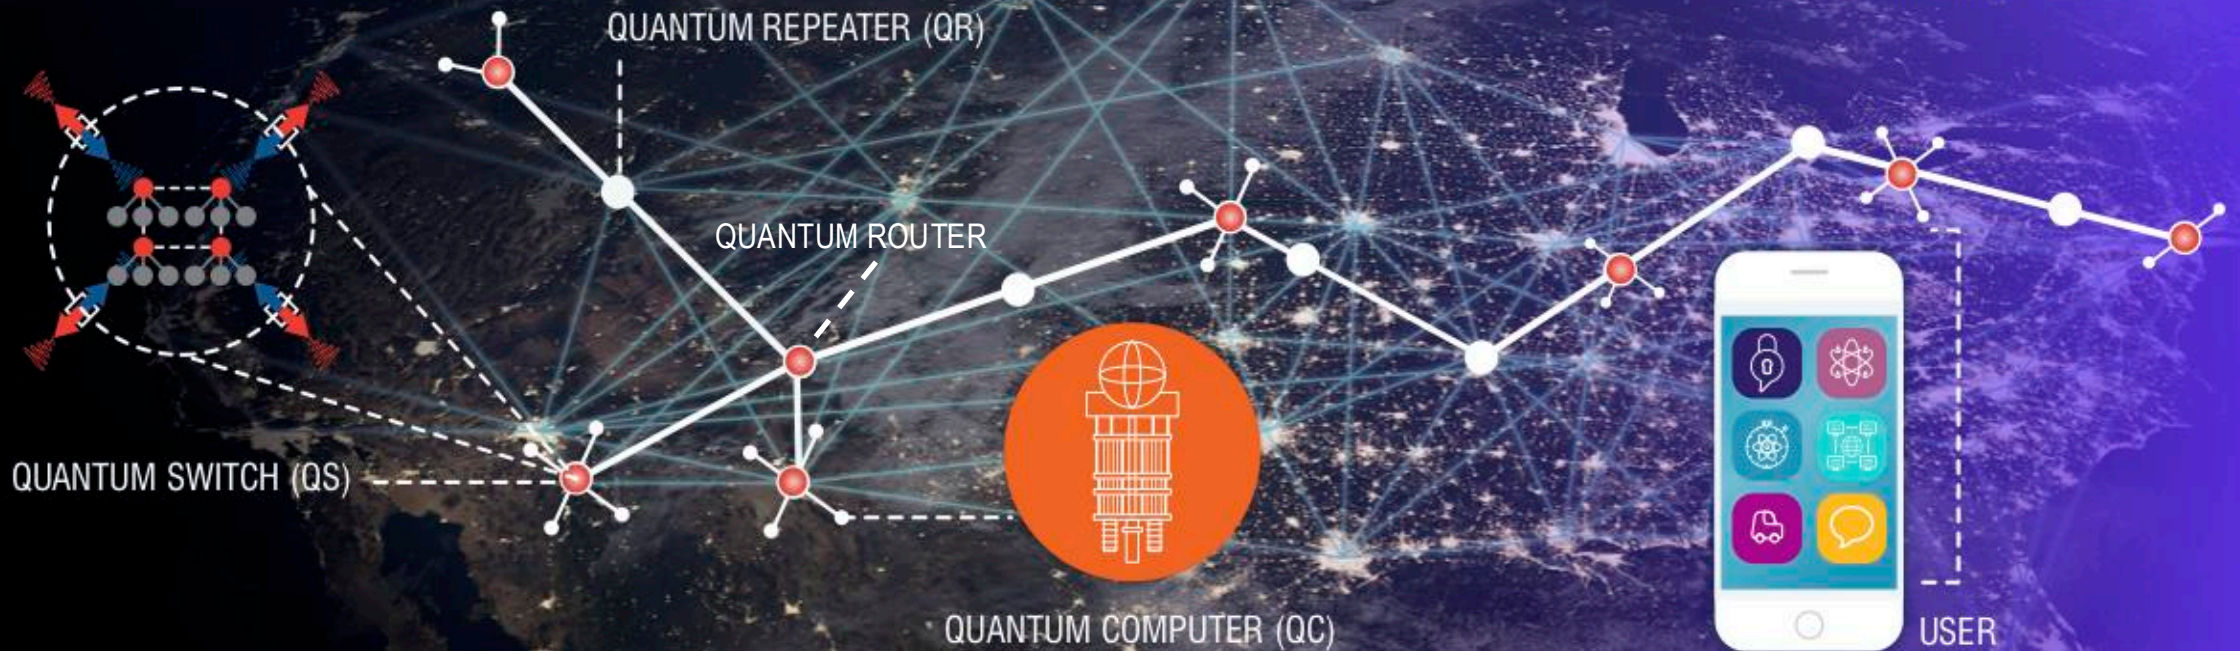 QUANTUM REPEATER (QR)
QUANTUM ROUTER
QUANTUM SWITCH (QS)
QUANTUM COMPUTER (QC)
USER